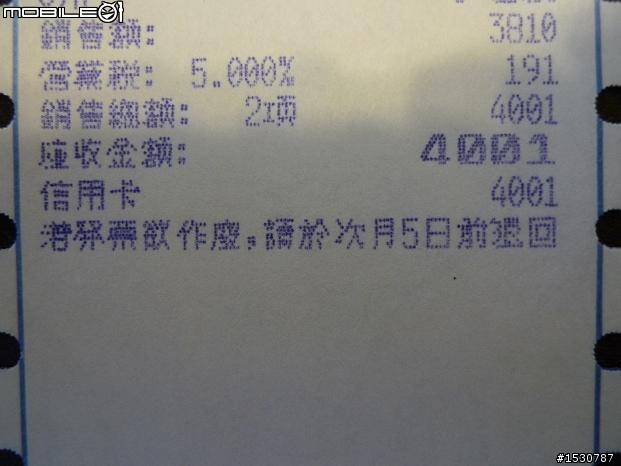 MOBILE01
銷售額: 3810
營業稅: 5.000% 191
銷售總額: 2項 4001
應收金額: 4001
信用卡 4001
若發票欲作廢,請於次月5日前退回
#1530787